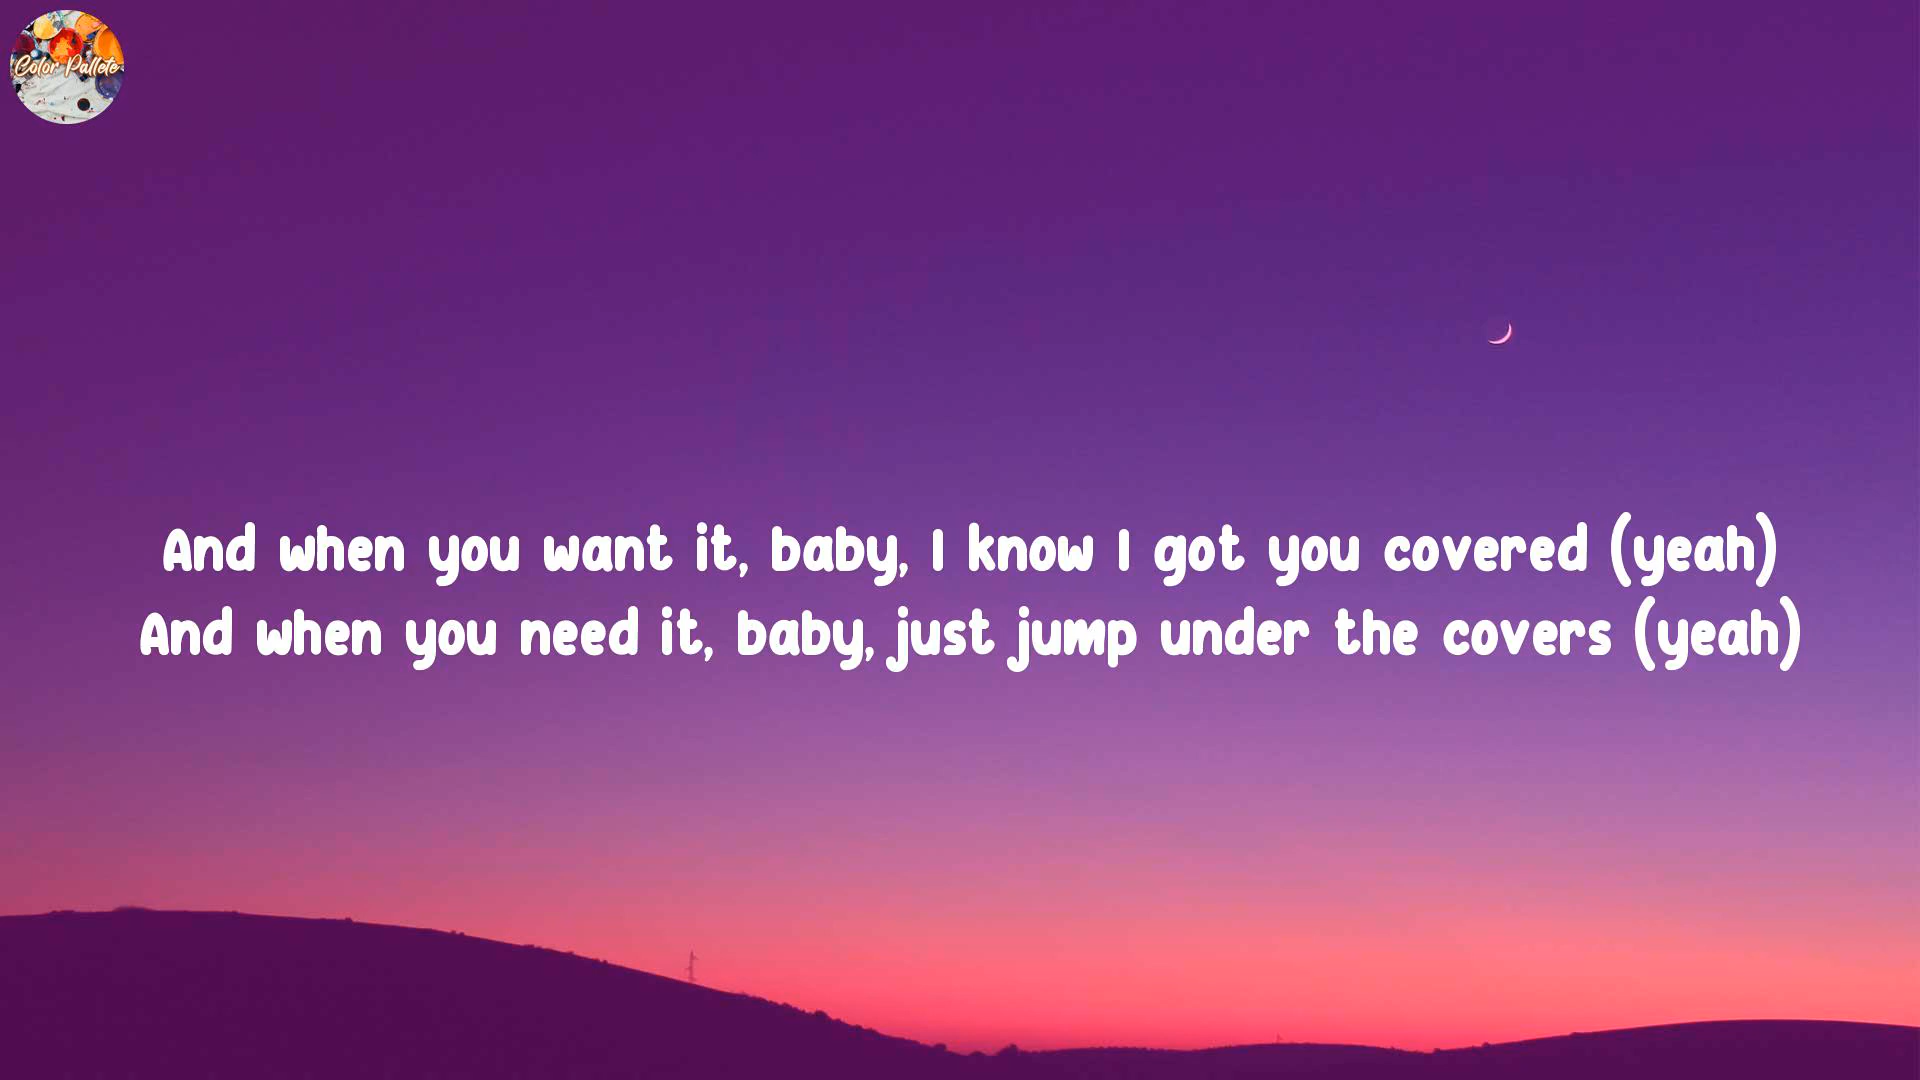 Color Pallete
And when you want it, baby, I know I got you covered (yeah)
And when you need it, baby, just jump under the covers (yeah)